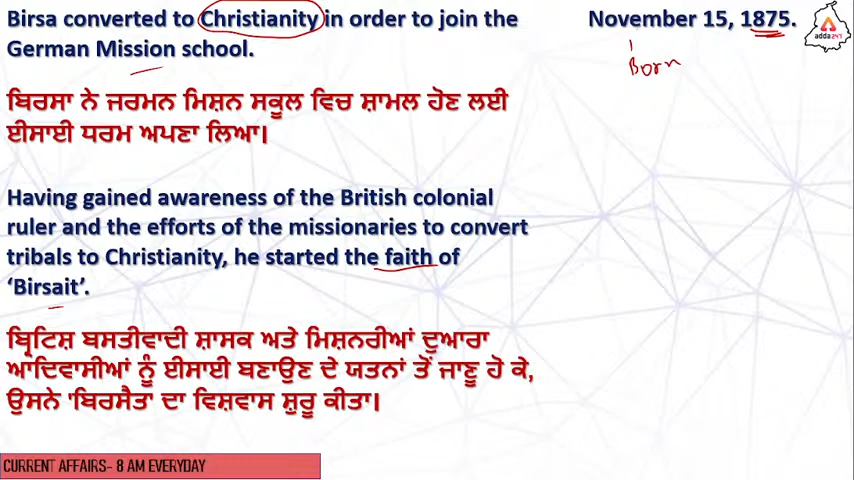 Birsa converted to Christianity in order to join the
German Mission school.
ਬਿਰਸਾ ਨੇ ਜਰਮਨ ਮਿਸ਼ਨ ਸਕੂਲ ਵਿਚ ਸ਼ਾਮਲ ਹੋਣ ਲਈ
ਈਸਾਈ ਧਰਮ ਅਪਣਾ ਲਿਆ।
Having gained awareness of the British colonial
ruler and the efforts of the missionaries to convert
tribals to Christianity, he started the faith of
‘Birsait’.
ਬ੍ਰਿਟਿਸ਼ ਬਸਤੀਵਾਦੀ ਸ਼ਾਸਕ ਅਤੇ ਮਿਸ਼ਨਰੀਆਂ ਦੁਆਰਾ
ਆਦਿਵਾਸੀਆਂ ਨੂੰ ਈਸਾਈ ਬਣਾਉਣ ਦੇ ਯਤਨਾਂ ਤੋਂ ਜਾਣੂ ਹੋ ਕੇ,
ਉਸਨੇ 'ਬਿਰਸੈਤ' ਦਾ ਵਿਸ਼ਵਾਸ ਸ਼ੁਰੂ ਕੀਤਾ।
November 15, 1875.
Born
adda247
CURRENT AFFAIRS- 8 AM EVERYDAY